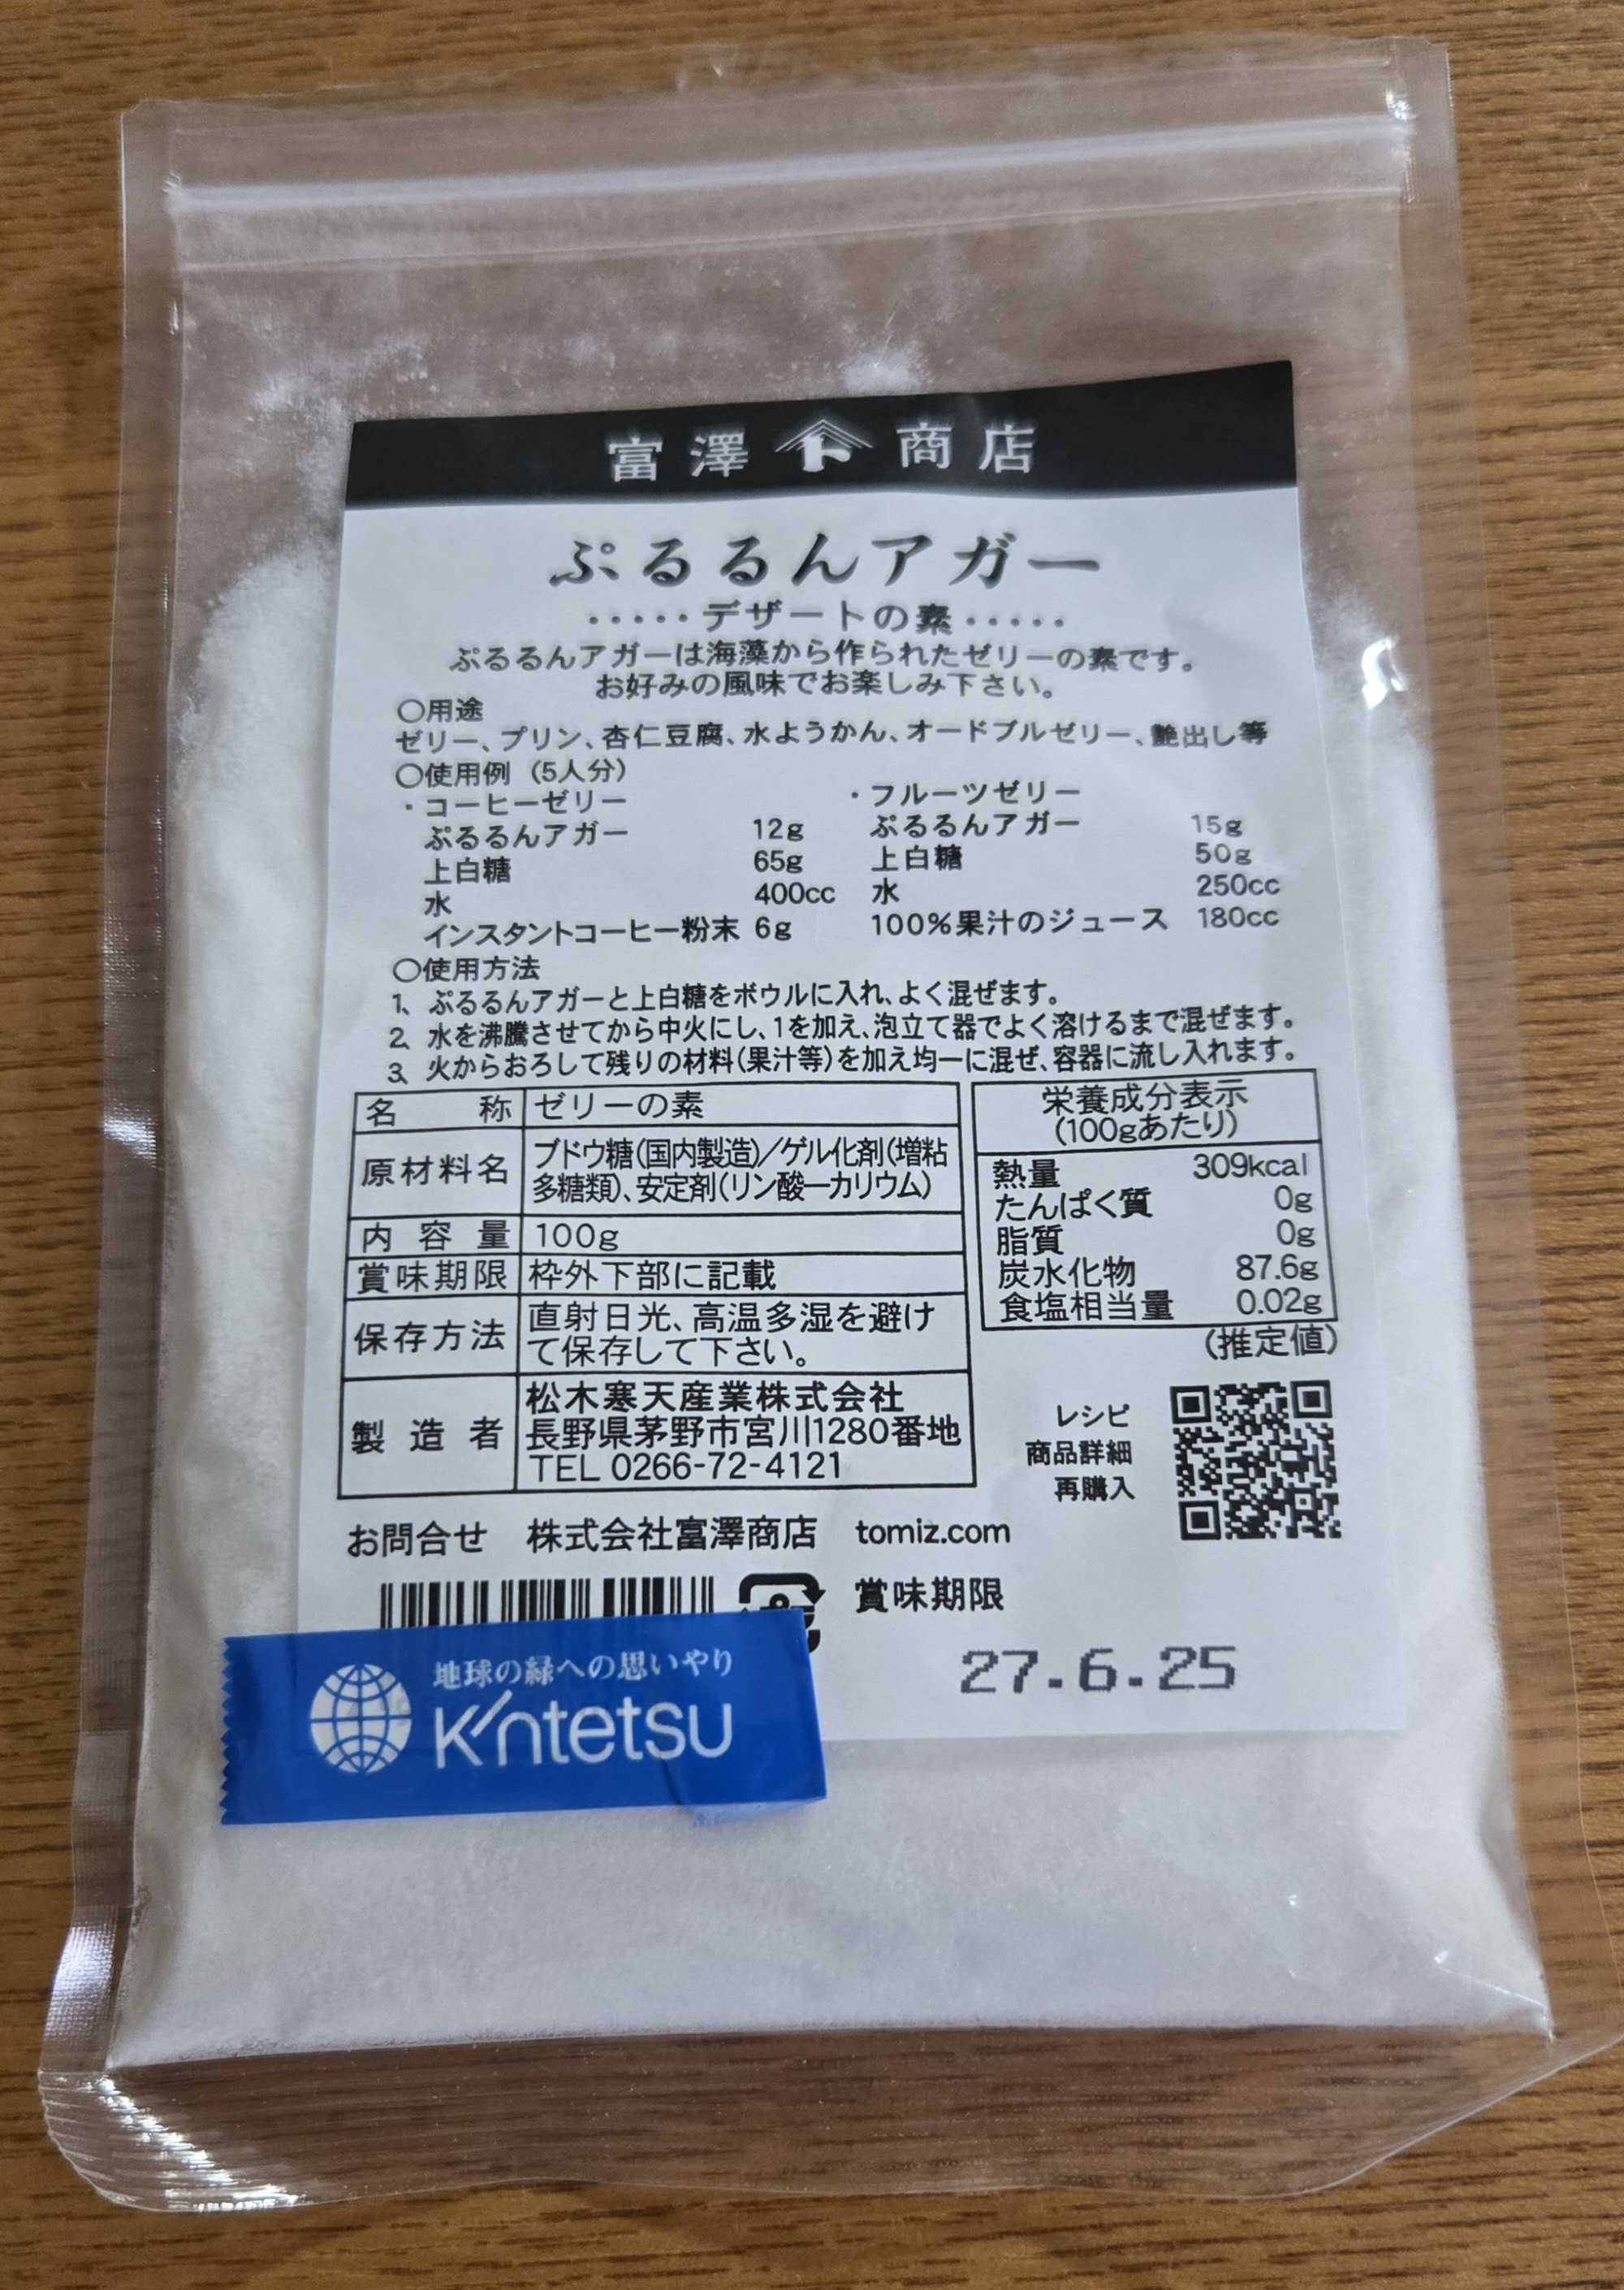 富澤 商店
ぷるるんアガー
・・・・・デザートの素・・・・・
ぷるるんアガーは海藻から作られたゼリーの素です。
お好みの風味でお楽しみ下さい。
〇用途
ゼリー、プリン、杏仁豆腐、水ようかん、オードブルゼリー、艶出し等
〇使用例（5人分）
・コーヒーゼリー
ぷるるんアガー 12g
上白糖 65g
水 400cc
インスタントコーヒー粉末 6g
・フルーツゼリー
ぷるるんアガー 15g
上白糖 50g
水 250cc
100%果汁のジュース 180cc
〇使用方法
1、ぷるるんアガーと上白糖をボウルに入れ、よく混ぜます。
2、水を沸騰させてから中火にし、1を加え、泡立て器でよく溶けるまで混ぜます。
3、火からおろして残りの材料(果汁等)を加え均一に混ぜ、容器に流し入れます。
名称 ゼリーの素
原材料名 ブドウ糖(国内製造)/ゲル化剤(増粘
多糖類)、安定剤(リン酸一カリウム)
内容量 100g
賞味期限 枠外下部に記載
保存方法 直射日光、高温多湿を避け
て保存して下さい。
製造者 松木寒天産業株式会社
長野県茅野市宮川1280番地
TEL 0266-72-4121
栄養成分表示
(100gあたり)
熱量 309kcal
たんぱく質 0g
脂質 0g
炭水化物 87.6g
食塩相当量 0.02g
(推定値)
レシピ
商品詳細
再購入
お問合せ 株式会社富澤商店 tomiz.com
賞味期限
27.6.25
地球の緑への思いやり
Kintetsu